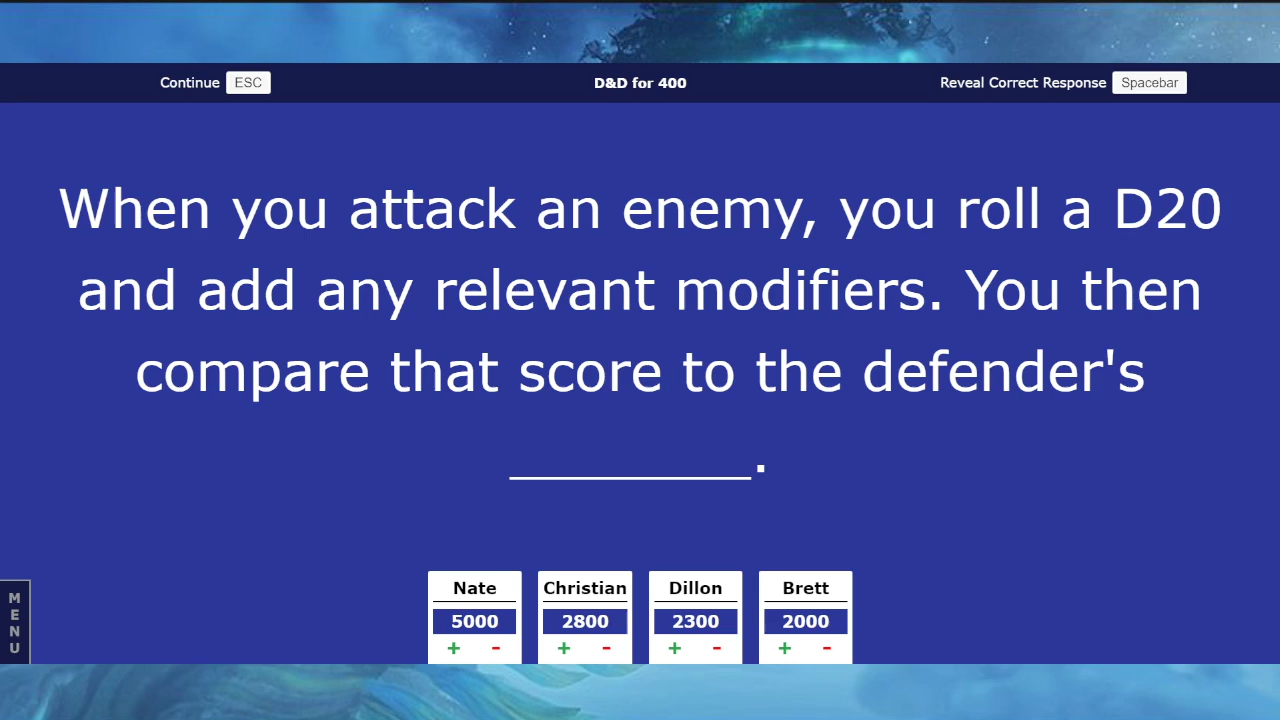 Continue ESC D&D for 400 Reveal Correct Response Spacebar
When you attack an enemy, you roll a D20
and add any relevant modifiers. You then
compare that score to the defender's
_________.
MENU
Nate Christian Dillon Brett
5000 2800 2300 2000
+ - + - + - + -